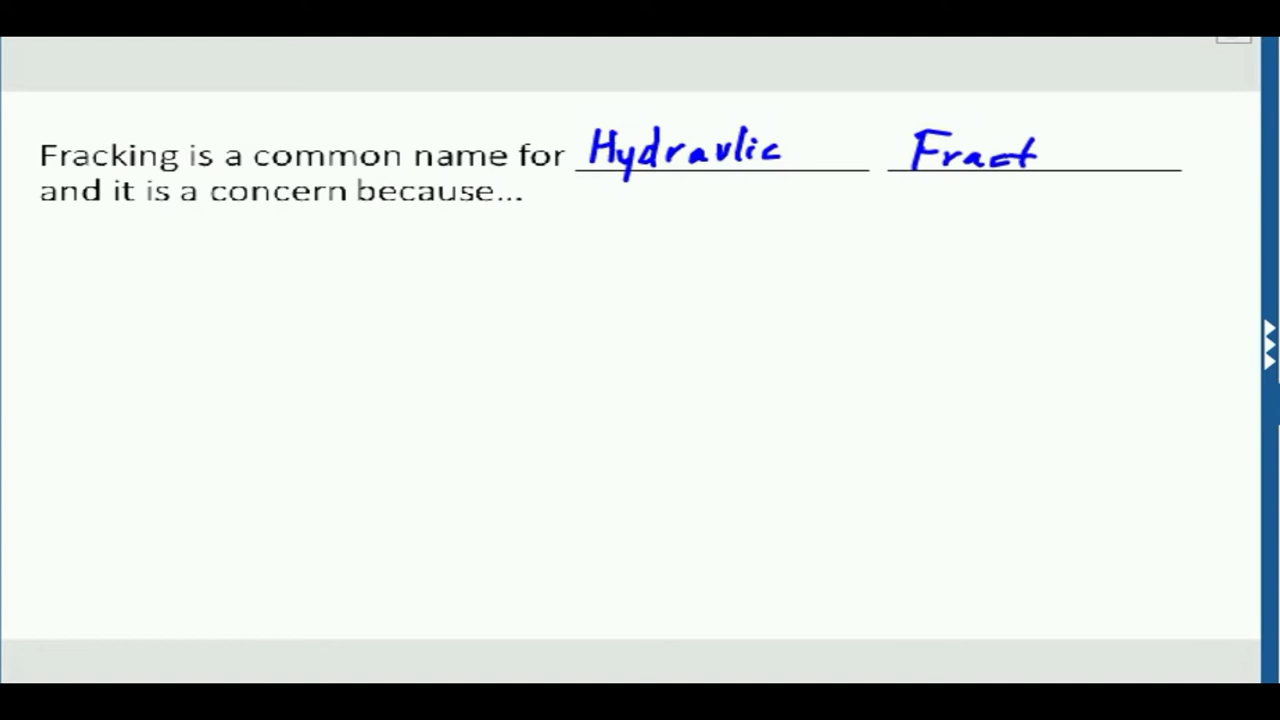 Fracking is a common name for Hydraulic Fract
and it is a concern because...